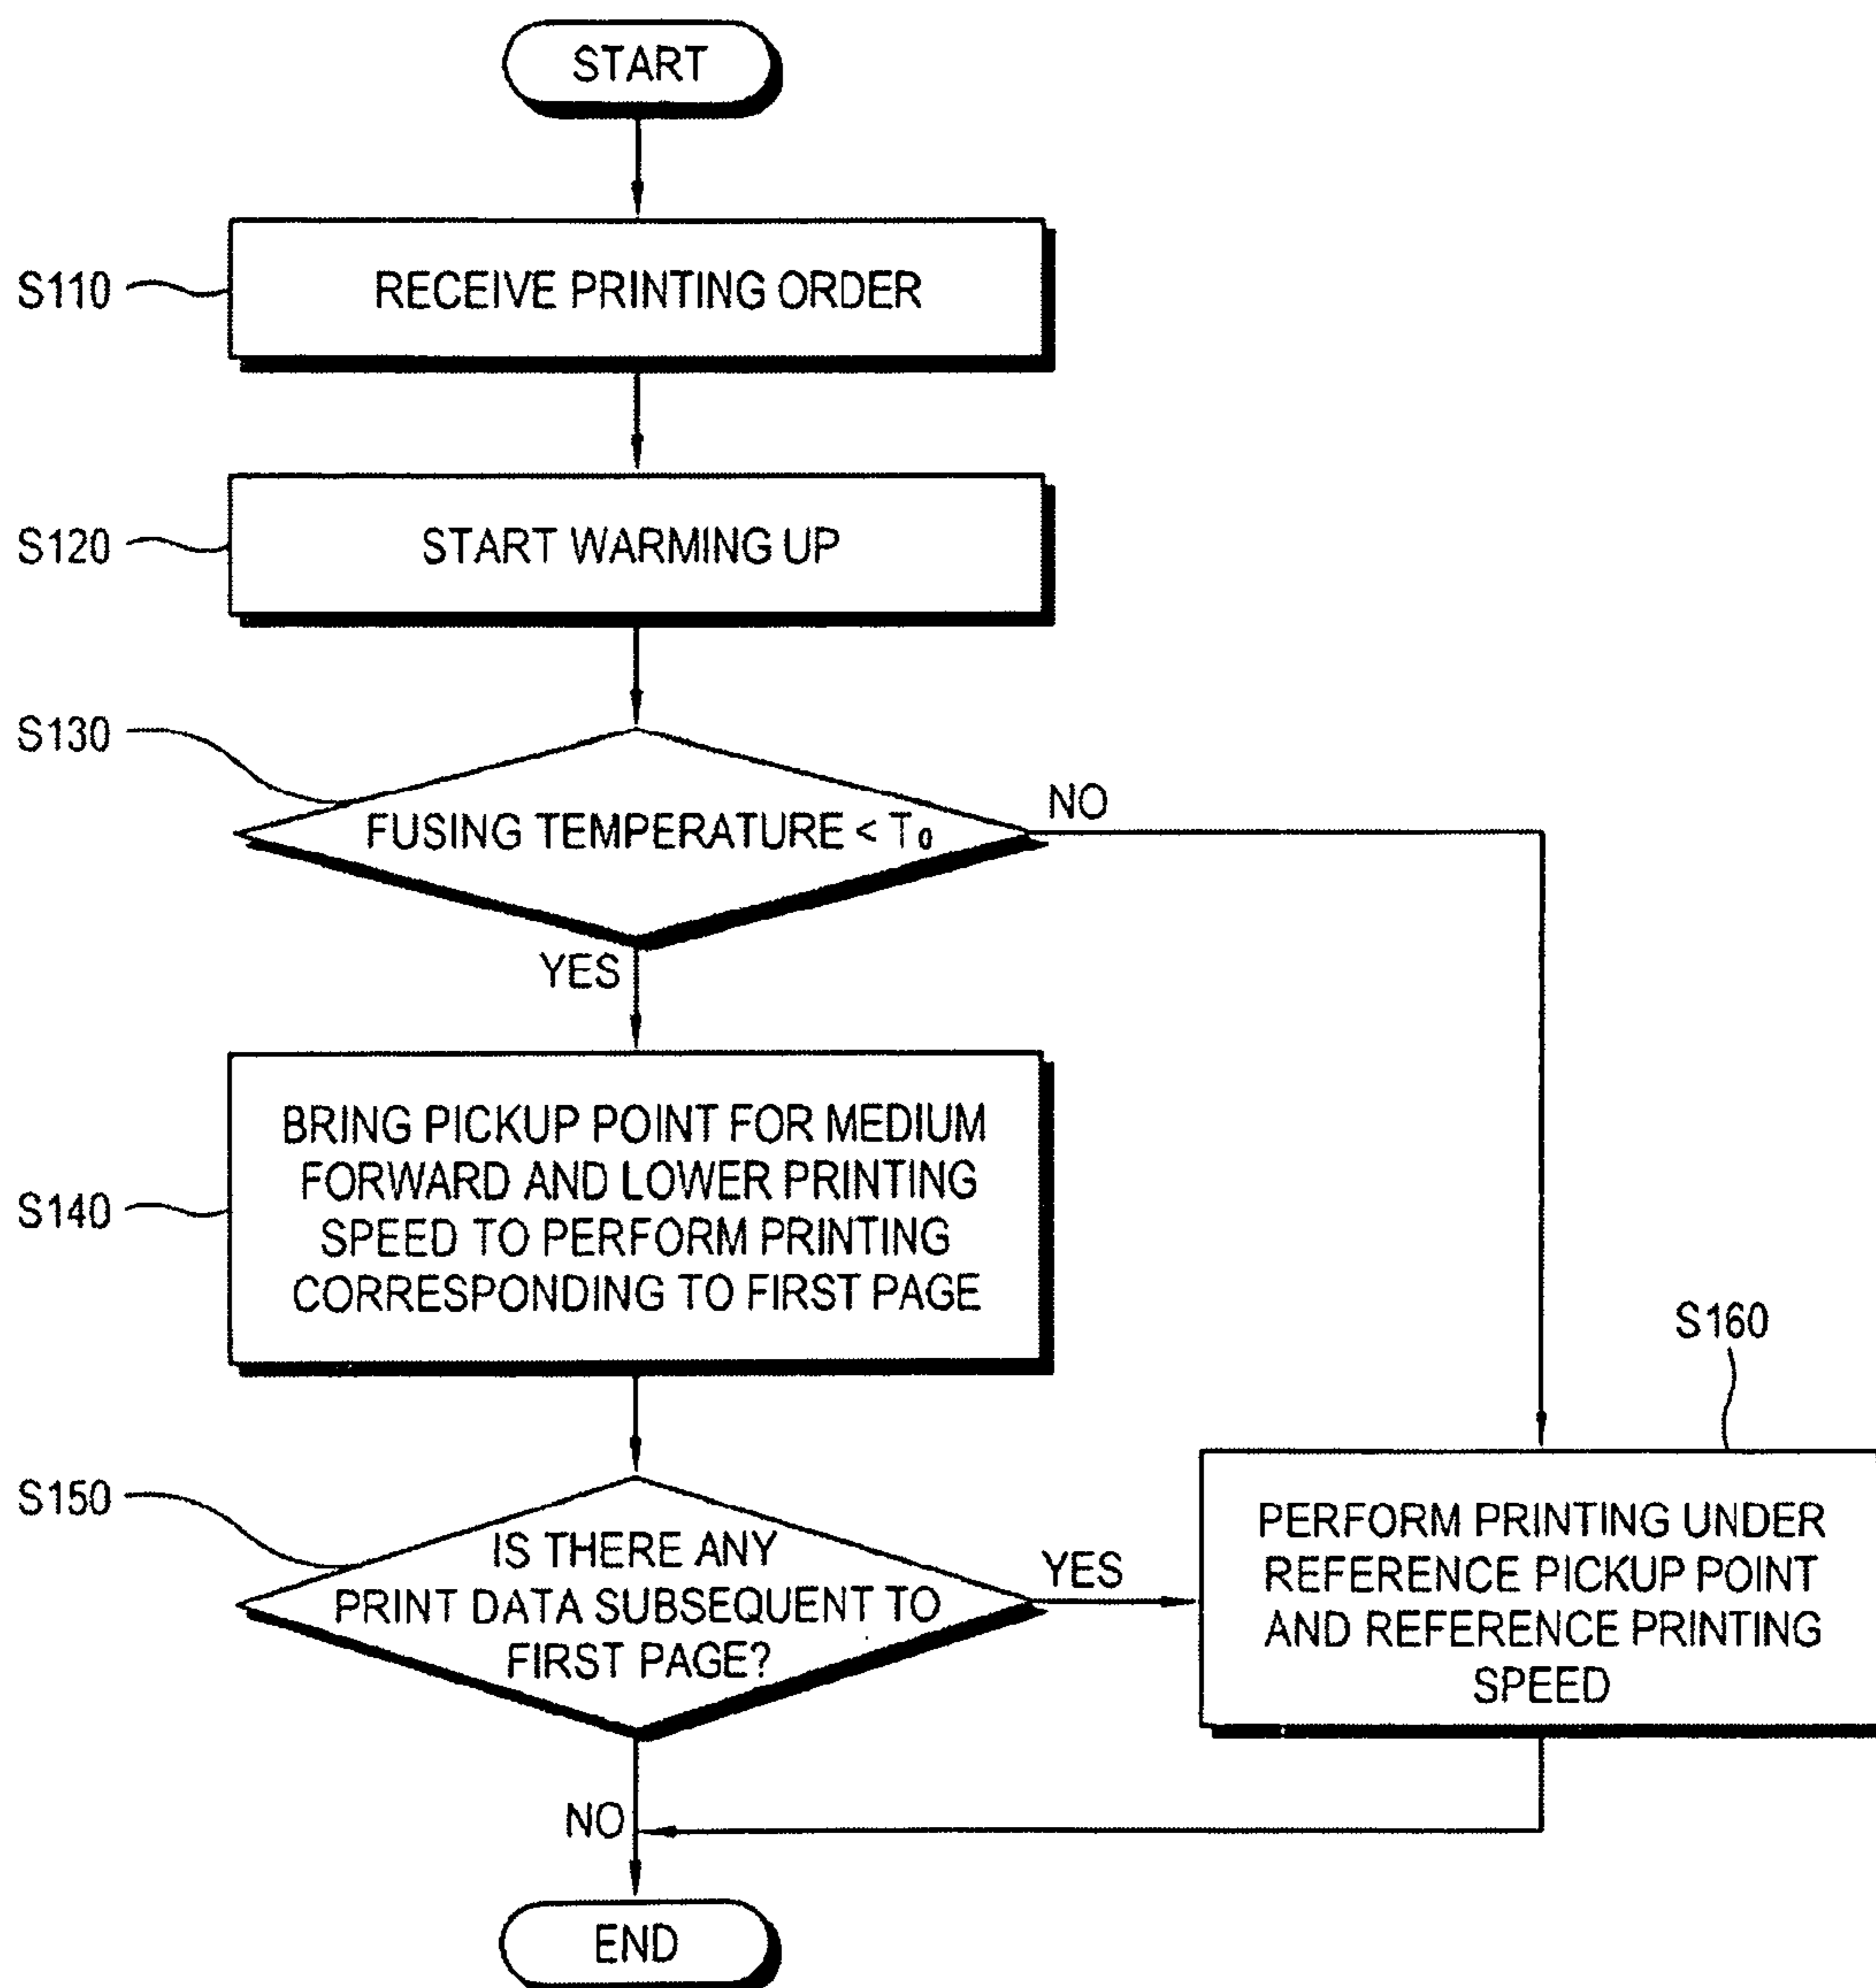 START
S110
RECEIVE PRINTING ORDER
S120
START WARMING UP
S130
FUSING TEMPERATURE < T₀
NO
YES
S140
BRING PICKUP POINT FOR MEDIUM
FORWARD AND LOWER PRINTING
SPEED TO PERFORM PRINTING
CORRESPONDING TO FIRST PAGE
S150
IS THERE ANY
PRINT DATA SUBSEQUENT TO
FIRST PAGE?
YES
NO
S160
PERFORM PRINTING UNDER
REFERENCE PICKUP POINT
AND REFERENCE PRINTING
SPEED
END